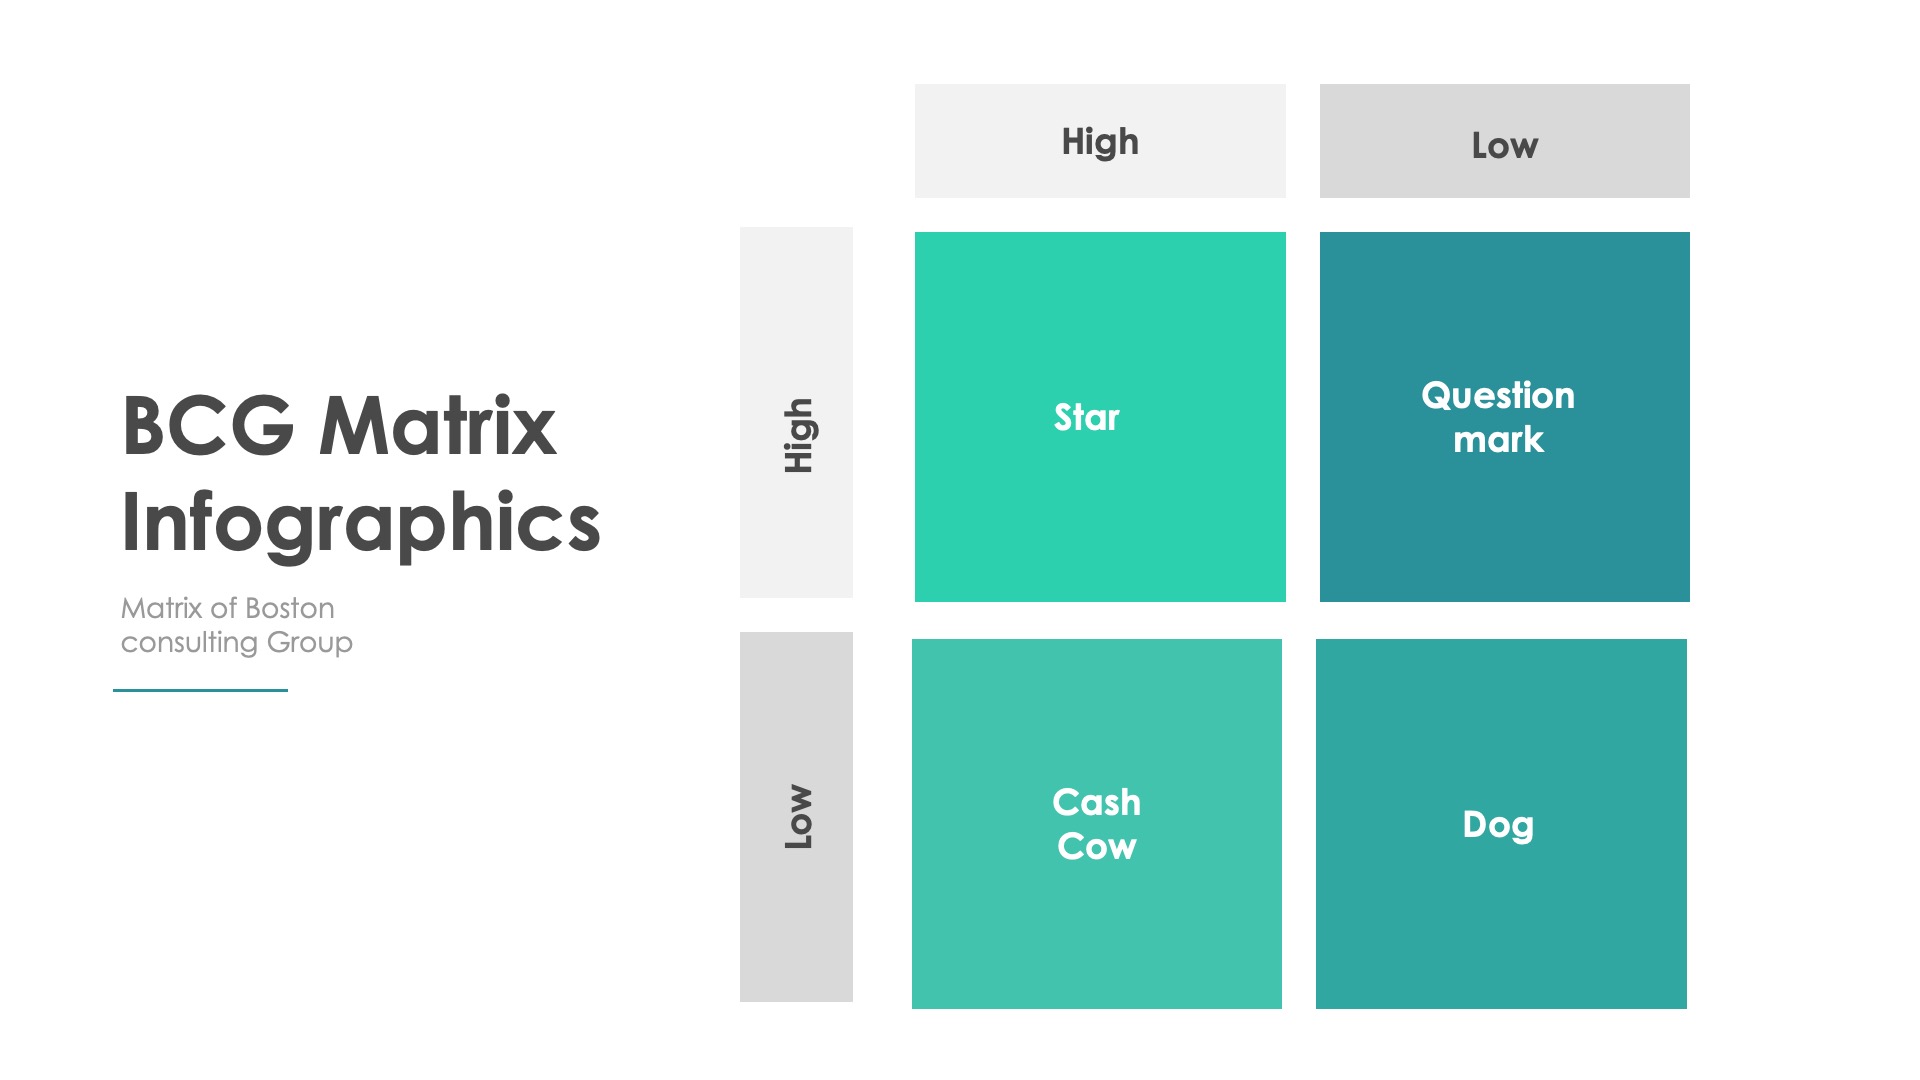 BCG Matrix
Infographics
Matrix of Boston
consulting Group
High
Low
High
Star
Question
mark
Low
Cash
Cow
Dog